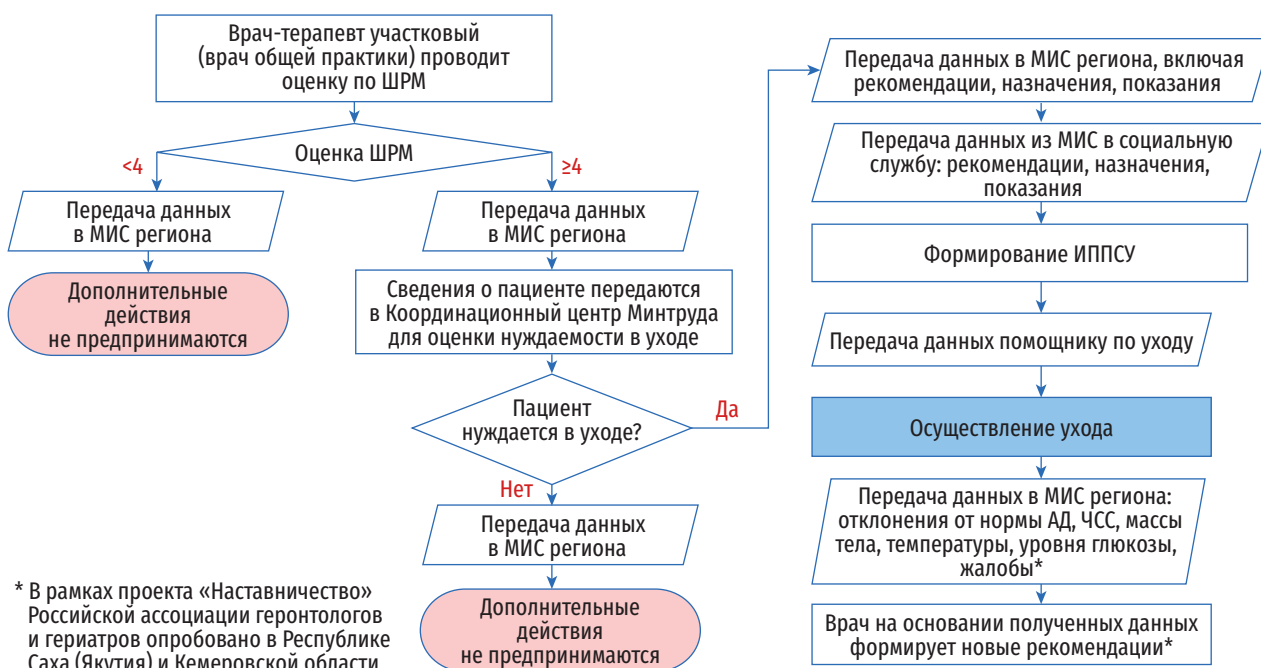 Врач-терапевт участковый
(врач общей практики) проводит
оценку по ШРМ
Оценка ШРМ
<4
≥4
Передача данных
в МИС региона
Дополнительные
действия
не предпринимаются
Передача данных
в МИС региона
Сведения о пациенте передаются
в Координационный центр Минтруда
для оценки нуждаемости в уходе
Пациент
нуждается в уходе?
Да
Нет
Передача данных
в МИС региона
Дополнительные
действия
не предпринимаются
Передача данных в МИС региона, включая
рекомендации, назначения, показания
Передача данных из МИС в социальную
службу: рекомендации, назначения,
показания
Формирование ИППСУ
Передача данных помощнику по уходу
Осуществление ухода
Передача данных в МИС региона:
отклонения от нормы АД, ЧСС, массы
тела, температуры, уровня глюкозы,
жалобы*
Врач на основании полученных данных
формирует новые рекомендации*
* В рамках проекта «Наставничество»
Российской ассоциации геронтологов
и гериатров опробовано в Республике
Саха (Якутия) и Кемеровской области